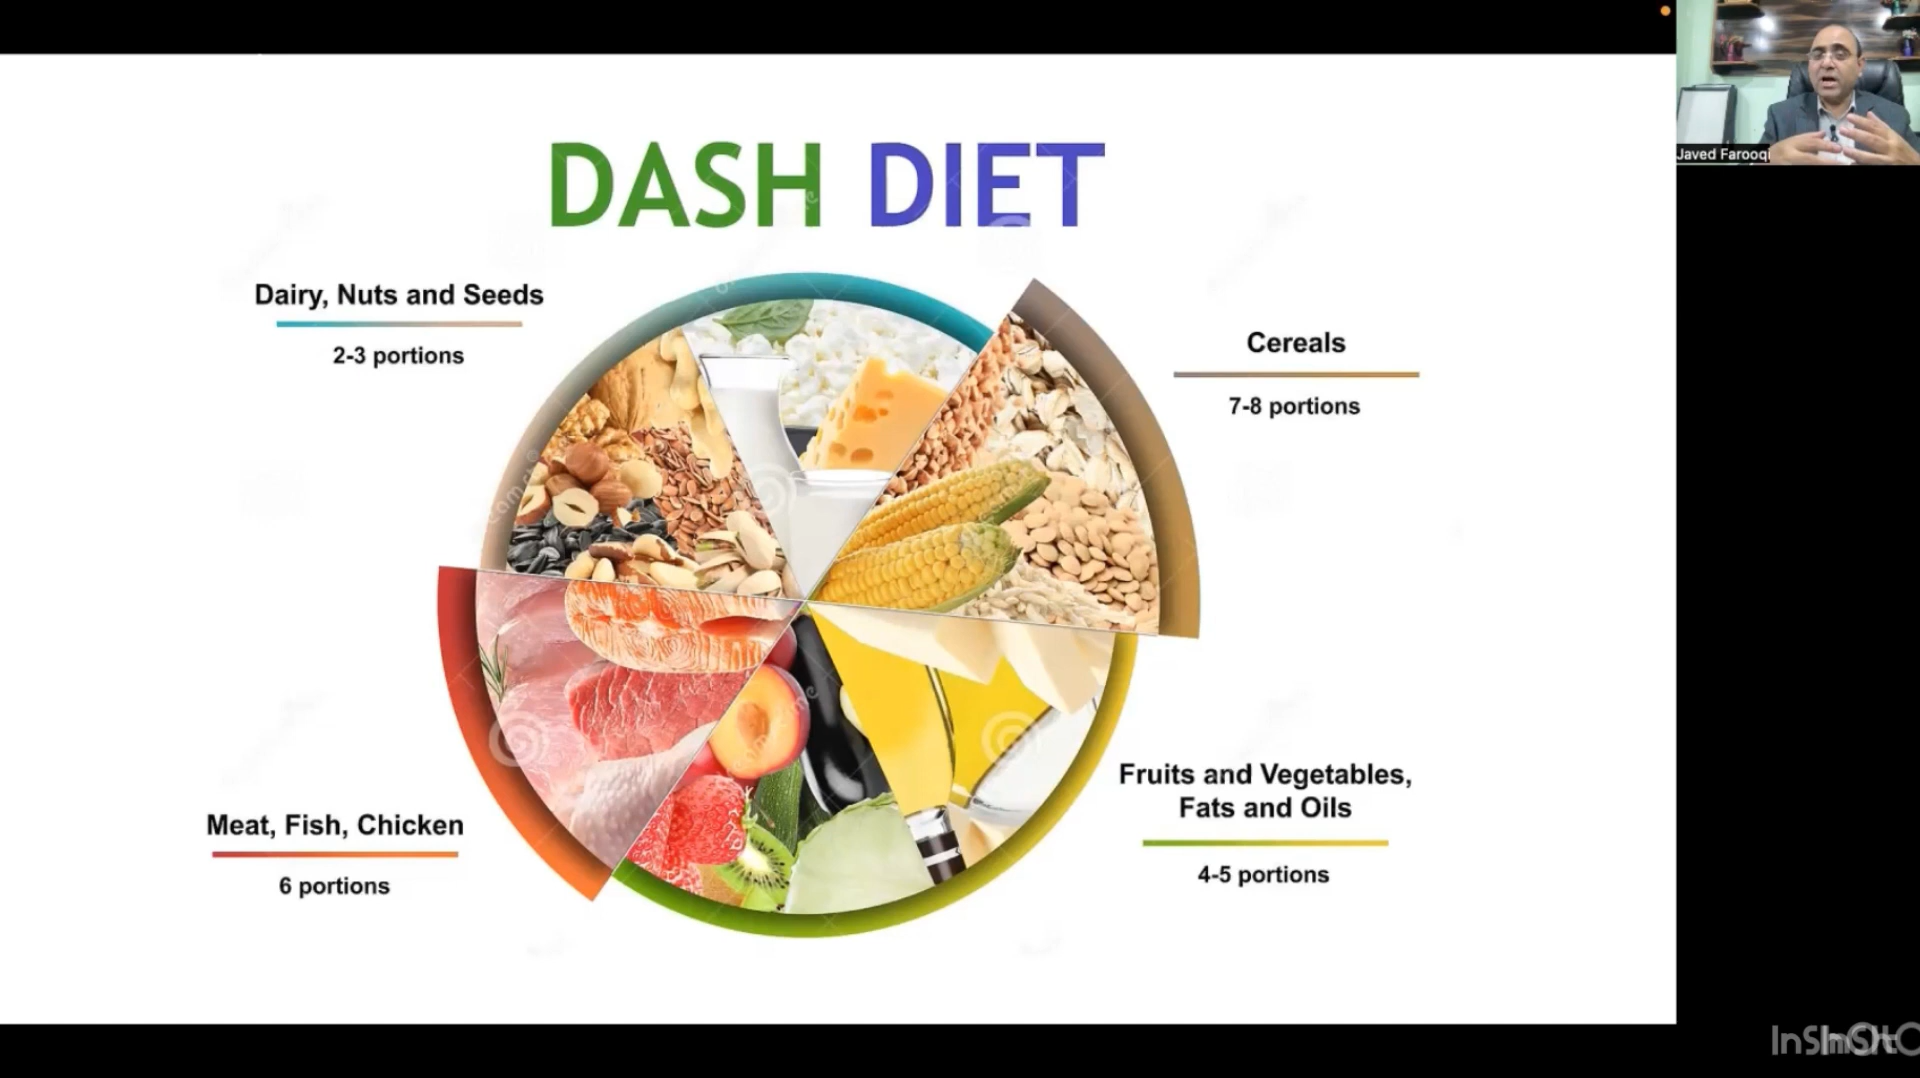 DASH DIET
Dairy, Nuts and Seeds
2-3 portions
Cereals
7-8 portions
Meat, Fish, Chicken
6 portions
Fruits and Vegetables,
Fats and Oils
4-5 portions
Javed Farooqi